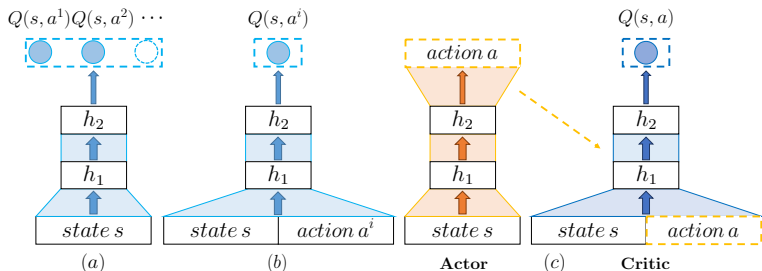 Q(s, a¹) Q(s, a²) ⋯ Q(s, aⁱ) Q(s, a)
action a
h₂ h₂ h₂ h₂
h₁ h₁ h₁ h₁
state s state s action aⁱ state s state s action a
(a) (b) Actor (c) Critic